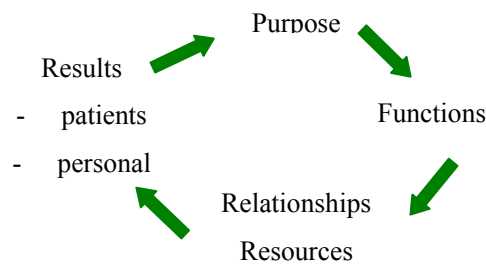 Purpose
Results
- patients
- personal
Functions
Relationships
Resources